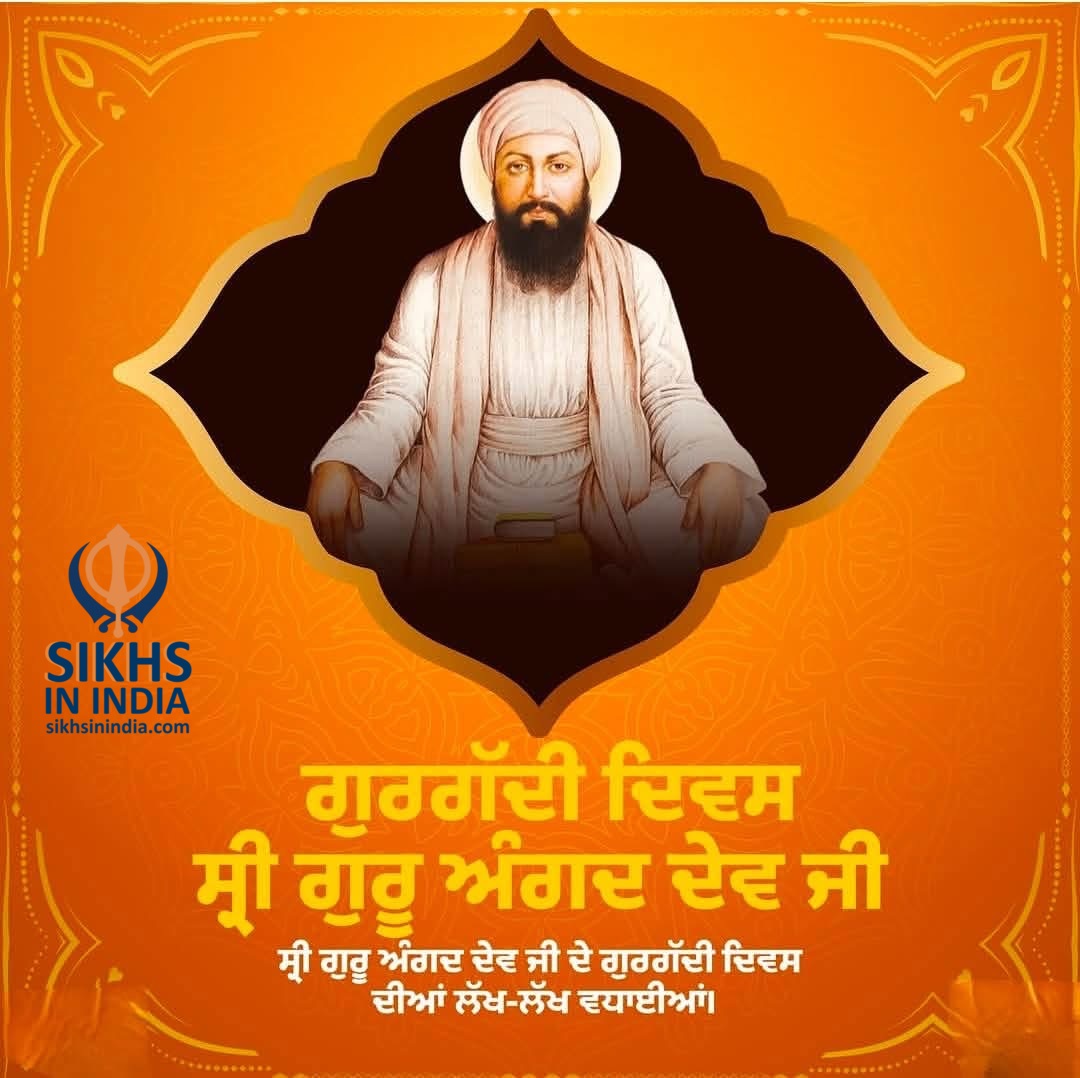 SIKHS
IN INDIA
sikhsinindia.com
ਗੁਰਗੱਦੀ ਦਿਵਸ
ਸ੍ਰੀ ਗੁਰੂ ਅੰਗਦ ਦੇਵ ਜੀ
ਸ੍ਰੀ ਗੁਰੂ ਅੰਗਦ ਦੇਵ ਜੀ ਦੇ ਗੁਰਗੱਦੀ ਦਿਵਸ
ਦੀਆਂ ਲੱਖ-ਲੱਖ ਵਧਾਈਆਂ।